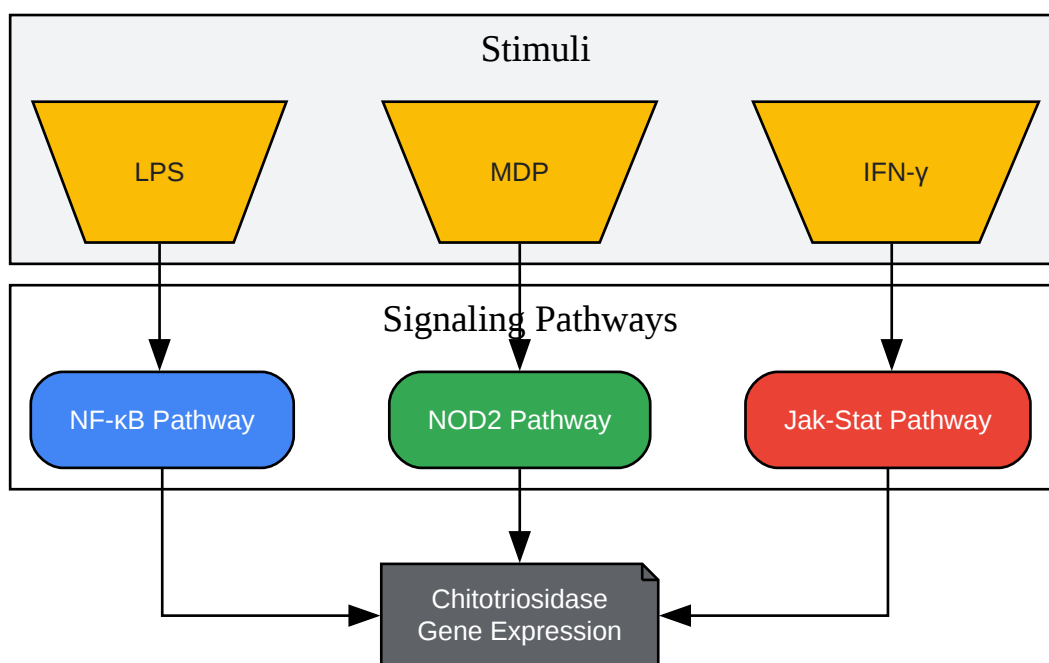 Stimuli
LPS
MDP
IFN-γ
Signaling Pathways
NF-κB Pathway
NOD2 Pathway
Jak-Stat Pathway
Chitotriosidase
Gene Expression